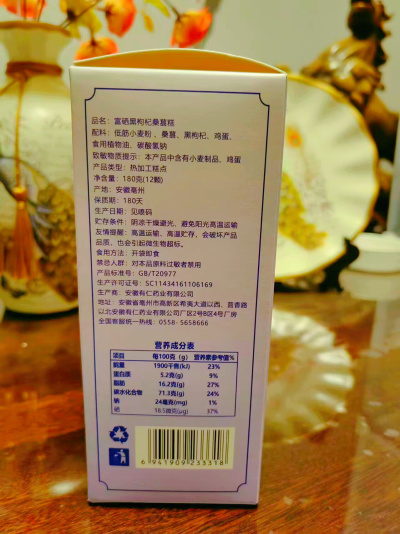 品名：富硒黑枸杞桑葚糕
配料：低筋小麦粉、桑葚、黑枸杞、鸡蛋、
食用植物油、碳酸氢钠
致敏物质提示：本产品中含有小麦制品、鸡蛋
产品类型：热加工糕点
净含量：180克(12颗)
产地：安徽亳州
保质期：180天
生产日期：见喷码
贮存条件：阴凉干燥避光、避免阳光高温运输
友情提醒：高温运输、高温贮存，会破坏产品
品质，也会引起微生物超标。
食用方法：开袋即食
禁忌人群：对本品原料过敏者禁用
产品标准号：GB/T20977
生产许可证号：SC11434161106169
生产商：安徽有仁药业有限公司
地址：安徽省亳州市高新区希夷大道以西、普善路
以北安徽有仁药业有限公司厂区2号B区4号厂房
全国客服统一热线：0558-5658666
营养成分表
项目 每100克（g） 营养素参考值%
能量 1900千焦(kJ) 23%
蛋白质 5.2克(g) 9%
脂肪 16.2克(g) 27%
碳水化合物 71.3克(g) 24%
钠 24毫克(mg) 1%
硒 18.5微克(μg) 37%
6 941909 233318